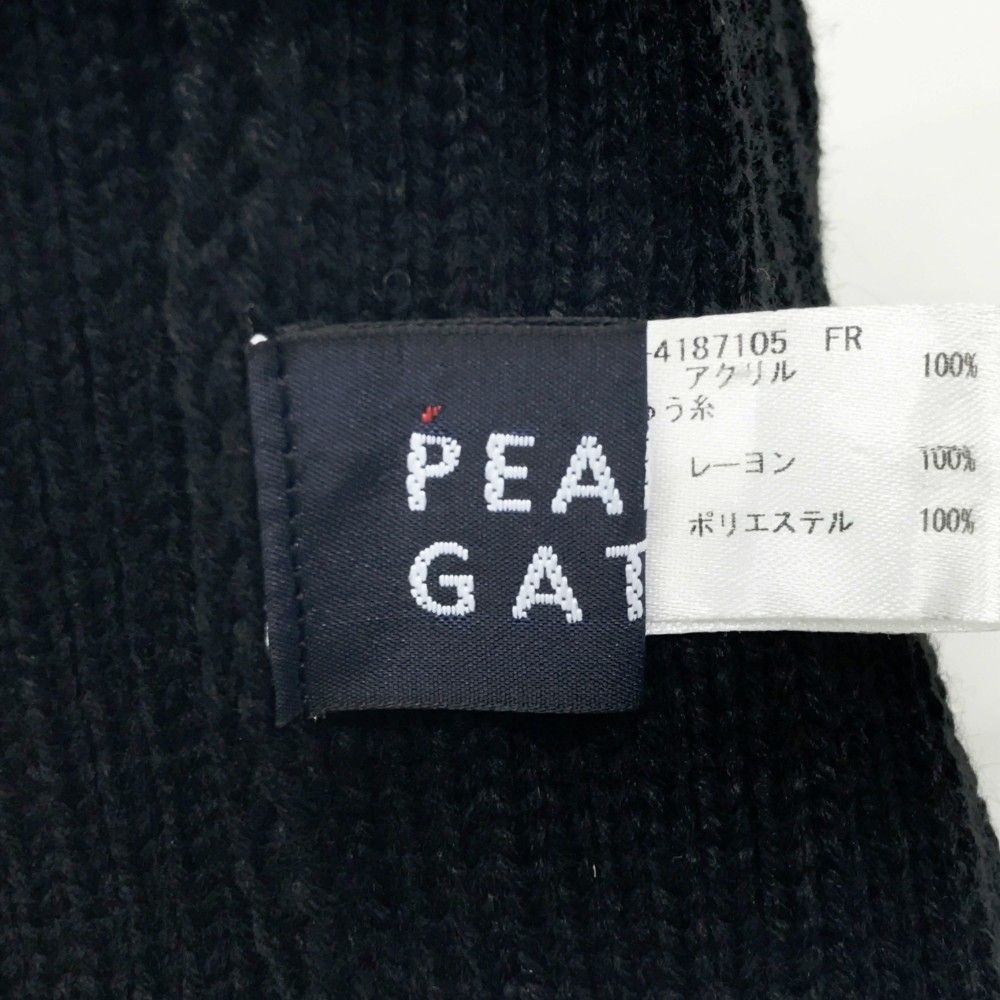 PEA
GAT
-4187105 FR
アクリル 100%
ゅう糸
レーヨン 100%
ポリエステル 100%